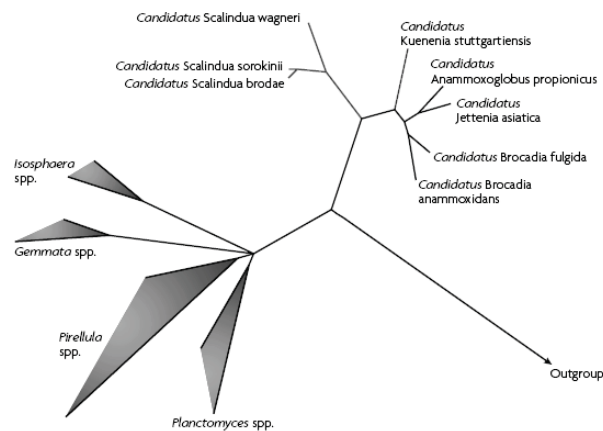 Candidatus Scalindua wagneri
Candidatus
Kuenenia stuttgartiensis
Candidatus Scalindua sorokinii
Candidatus Scalindua brodae
Candidatus
Anammoxoglobus propionicus
Candidatus
Jettenia asiatica
Candidatus Brocadia fulgida
Candidatus Brocadia
anammoxidans
Isosphaera
spp.
Gemmata spp.
Pirellula
spp.
Planctomyces spp.
Outgroup